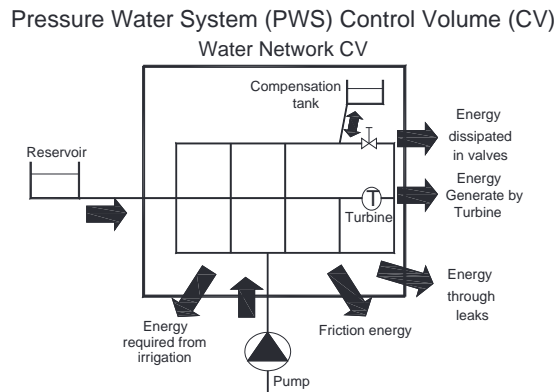 Pressure Water System (PWS) Control Volume (CV)
Water Network CV
Compensation
tank
Energy
dissipated
in valves
Reservoir
Energy
Generate by
Turbine
T
Turbine
Energy
through
leaks
Energy
required from
irrigation
Friction energy
Pump